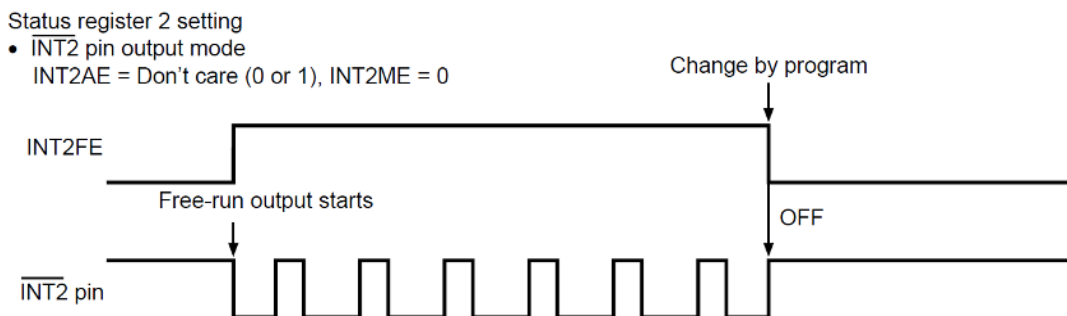 Status register 2 setting
• INT2 pin output mode
INT2AE = Don't care (0 or 1), INT2ME = 0
Change by program
INT2FE
Free-run output starts
OFF
INT2 pin